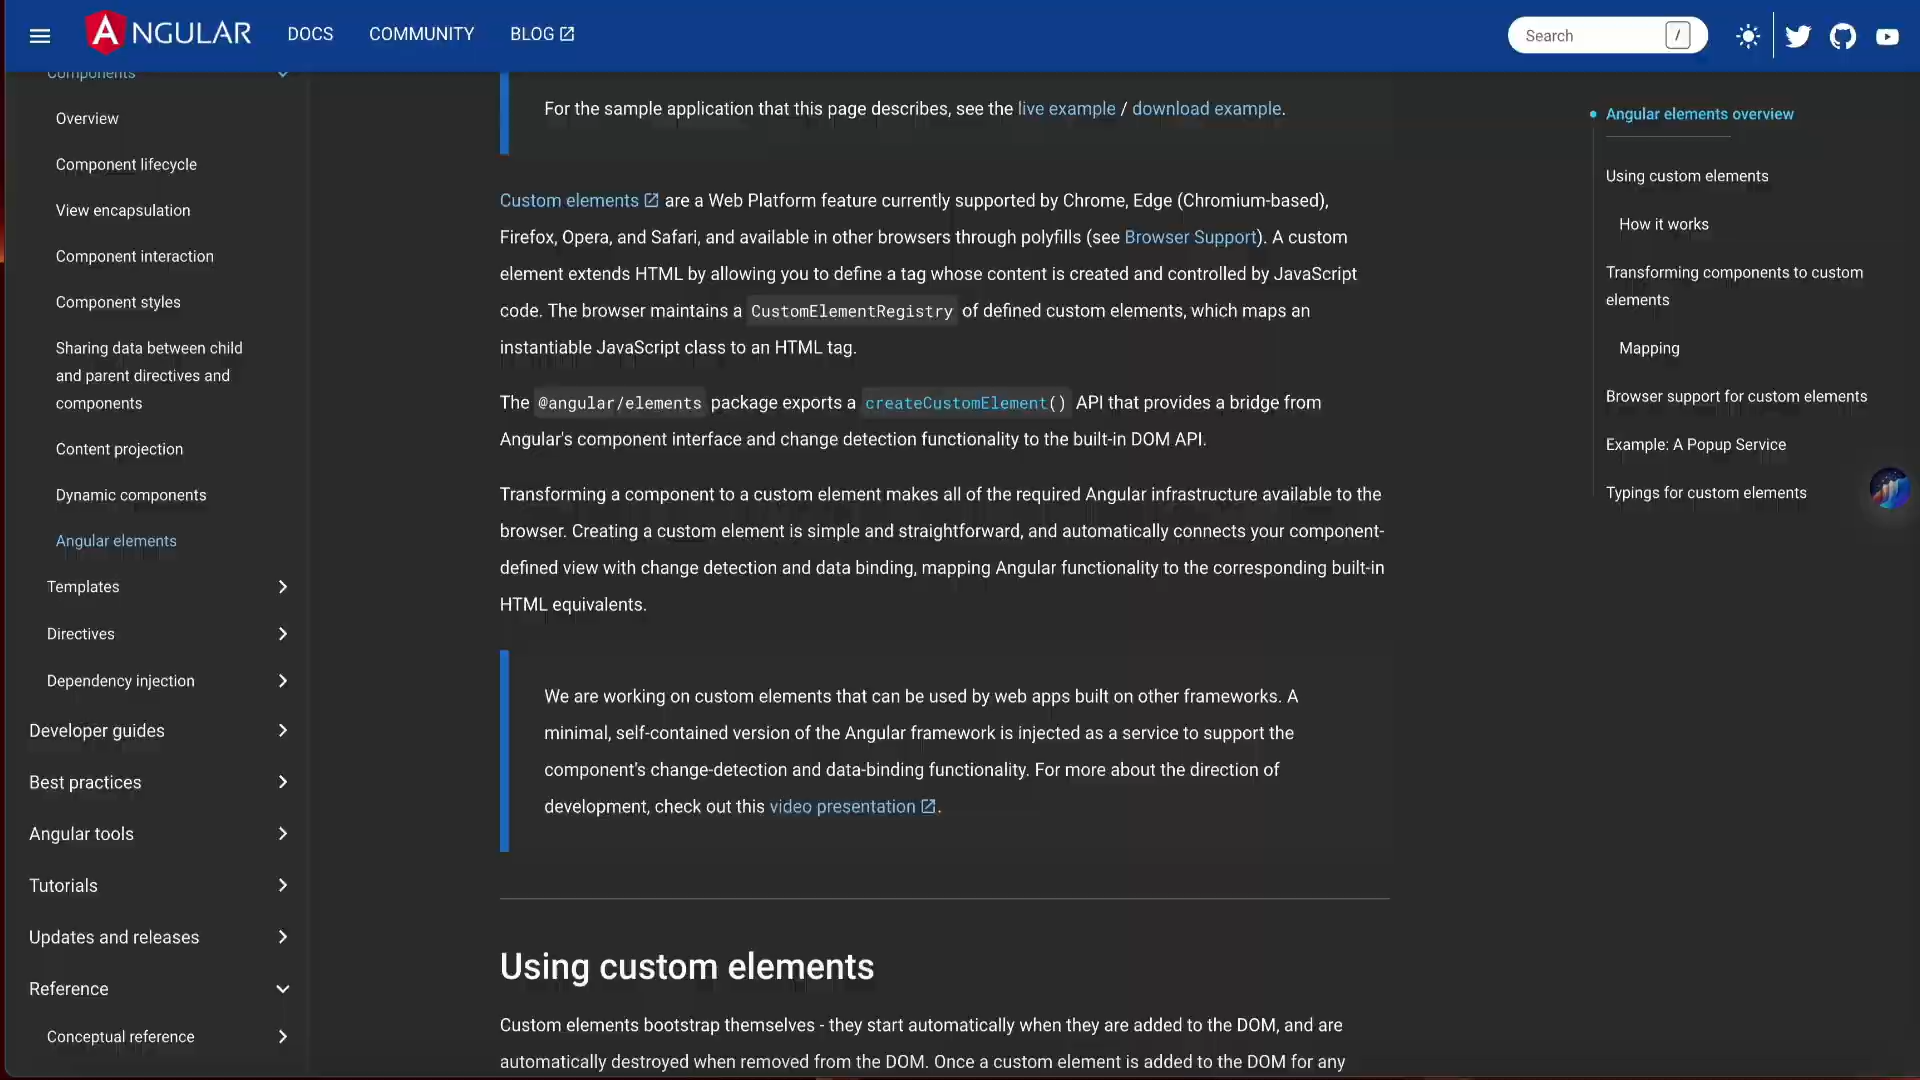 ANGULAR
DOCS
COMMUNITY
BLOG
Search
/
Components
Overview
Component lifecycle
View encapsulation
Component interaction
Component styles
Sharing data between child
and parent directives and
components
Content projection
Dynamic components
Angular elements
Templates
Directives
Dependency injection
Developer guides
Best practices
Angular tools
Tutorials
Updates and releases
Reference
Conceptual reference
For the sample application that this page describes, see the live example / download example.
Custom elements are a Web Platform feature currently supported by Chrome, Edge (Chromium-based),
Firefox, Opera, and Safari, and available in other browsers through polyfills (see Browser Support). A custom
element extends HTML by allowing you to define a tag whose content is created and controlled by JavaScript
code. The browser maintains a CustomElementRegistry of defined custom elements, which maps an
instantiable JavaScript class to an HTML tag.
The @angular/elements package exports a createCustomElement() API that provides a bridge from
Angular's component interface and change detection functionality to the built-in DOM API.
Transforming a component to a custom element makes all of the required Angular infrastructure available to the
browser. Creating a custom element is simple and straightforward, and automatically connects your component-
defined view with change detection and data binding, mapping Angular functionality to the corresponding built-in
HTML equivalents.
We are working on custom elements that can be used by web apps built on other frameworks. A
minimal, self-contained version of the Angular framework is injected as a service to support the
component's change-detection and data-binding functionality. For more about the direction of
development, check out this video presentation.
Using custom elements
Custom elements bootstrap themselves - they start automatically when they are added to the DOM, and are
automatically destroyed when removed from the DOM. Once a custom element is added to the DOM for any
Angular elements overview
Using custom elements
How it works
Transforming components to custom
elements
Mapping
Browser support for custom elements
Example: A Popup Service
Typings for custom elements